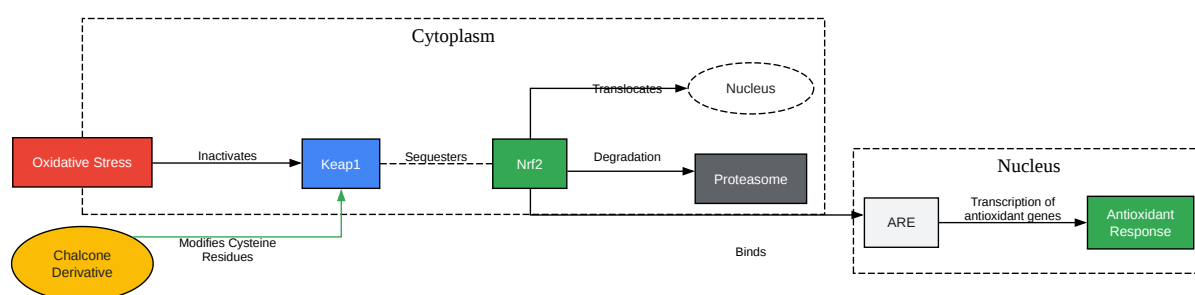 Cytoplasm
Translocates
Nucleus
Oxidative Stress
Inactivates
Keap1
Sequesters
Nrf2
Degradation
Proteasome
Nucleus
ARE
Transcription of
antioxidant genes
Antioxidant
Response
Chalcone
Derivative
Modifies Cysteine
Residues
Binds